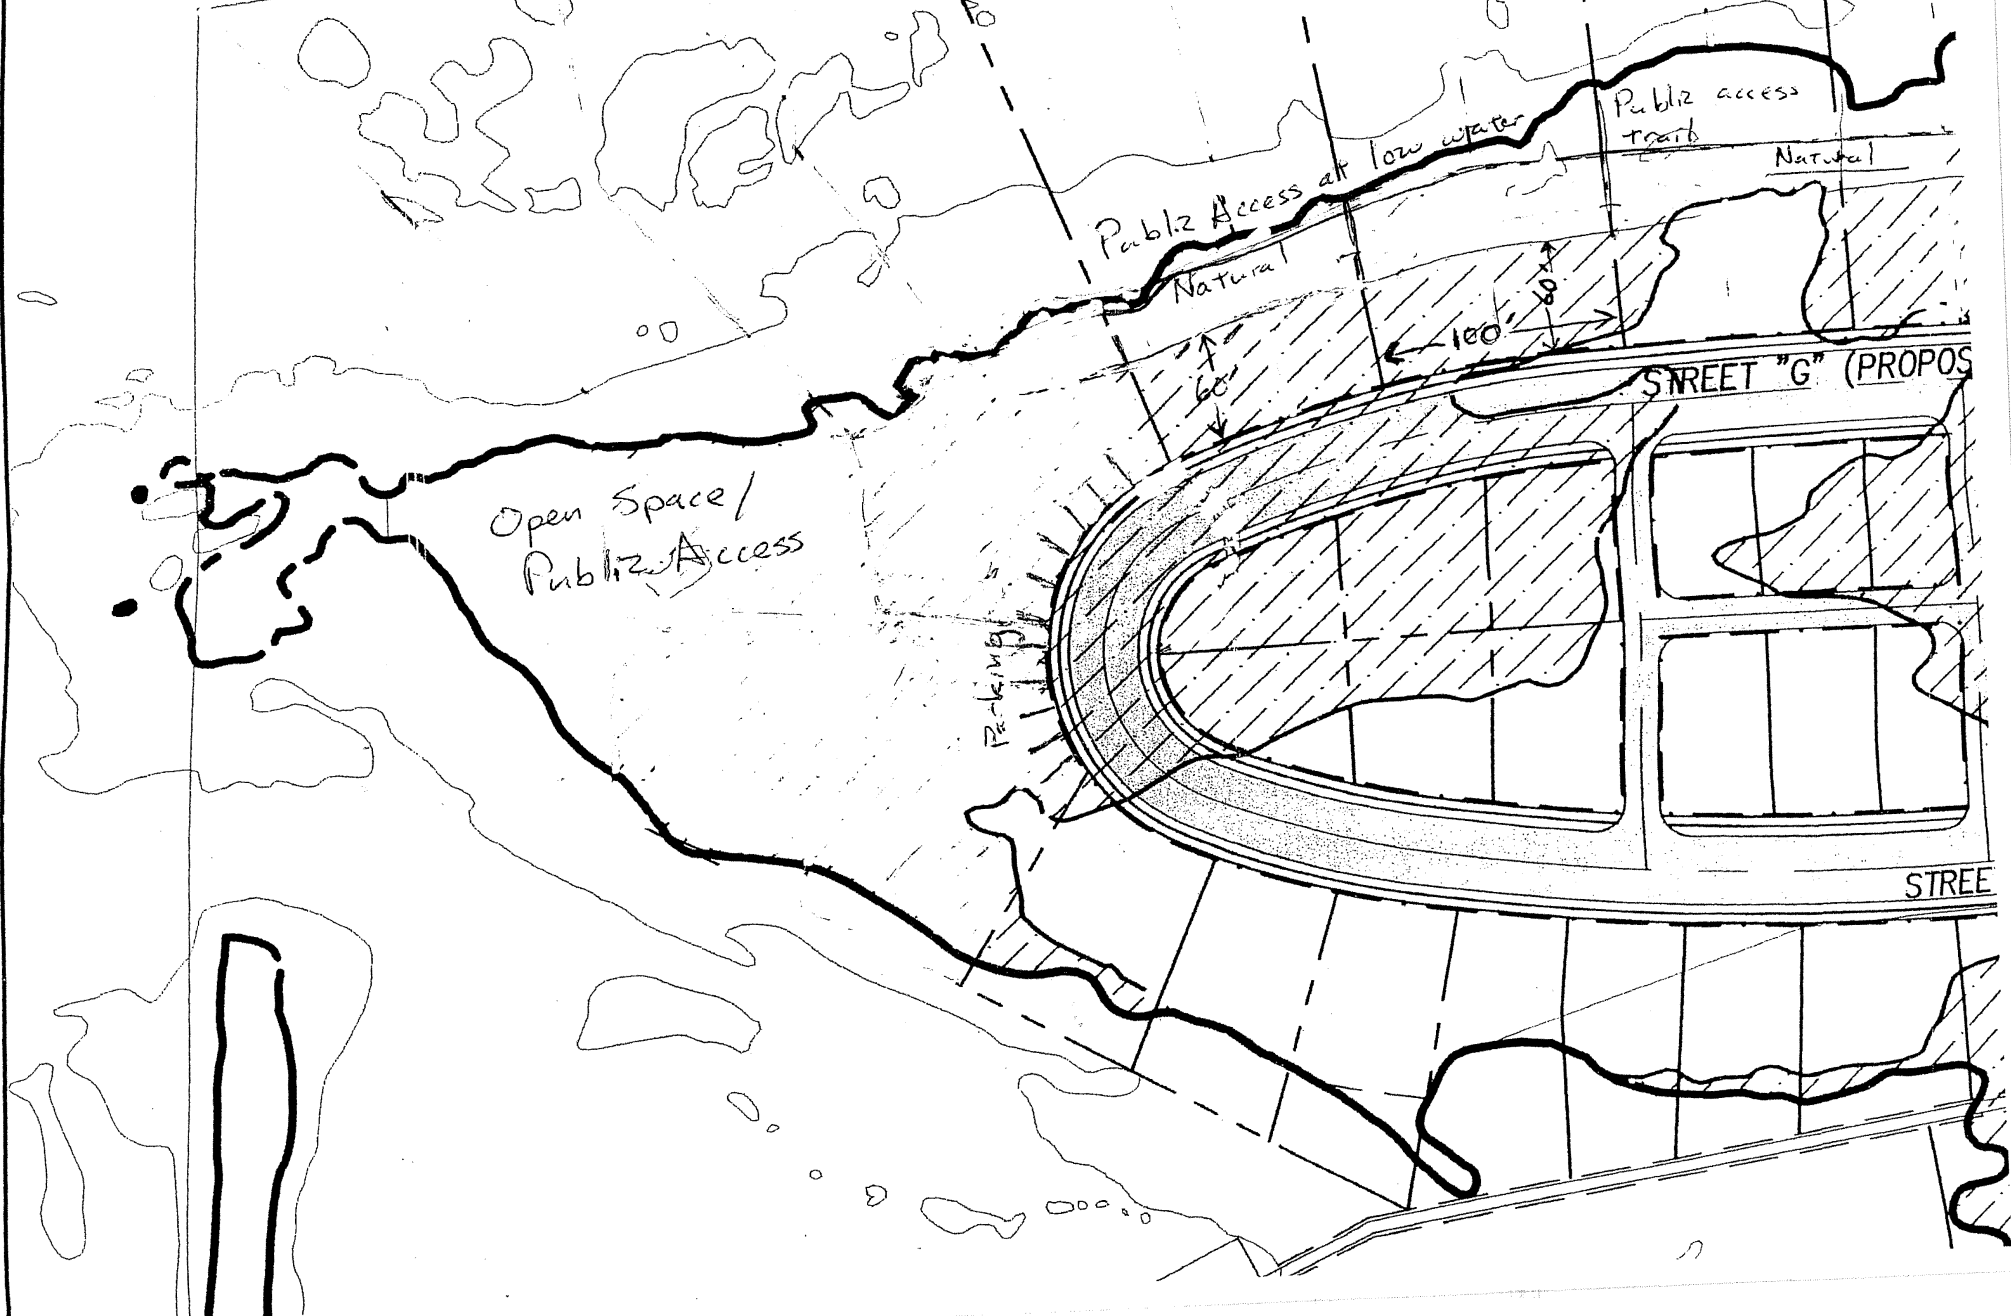 Public access
trail
Natural
Public Access at low water
Natural
60'
100'
60'
STREET "G" (PROPOS
Open Space/
Public Access
Parking
STREE